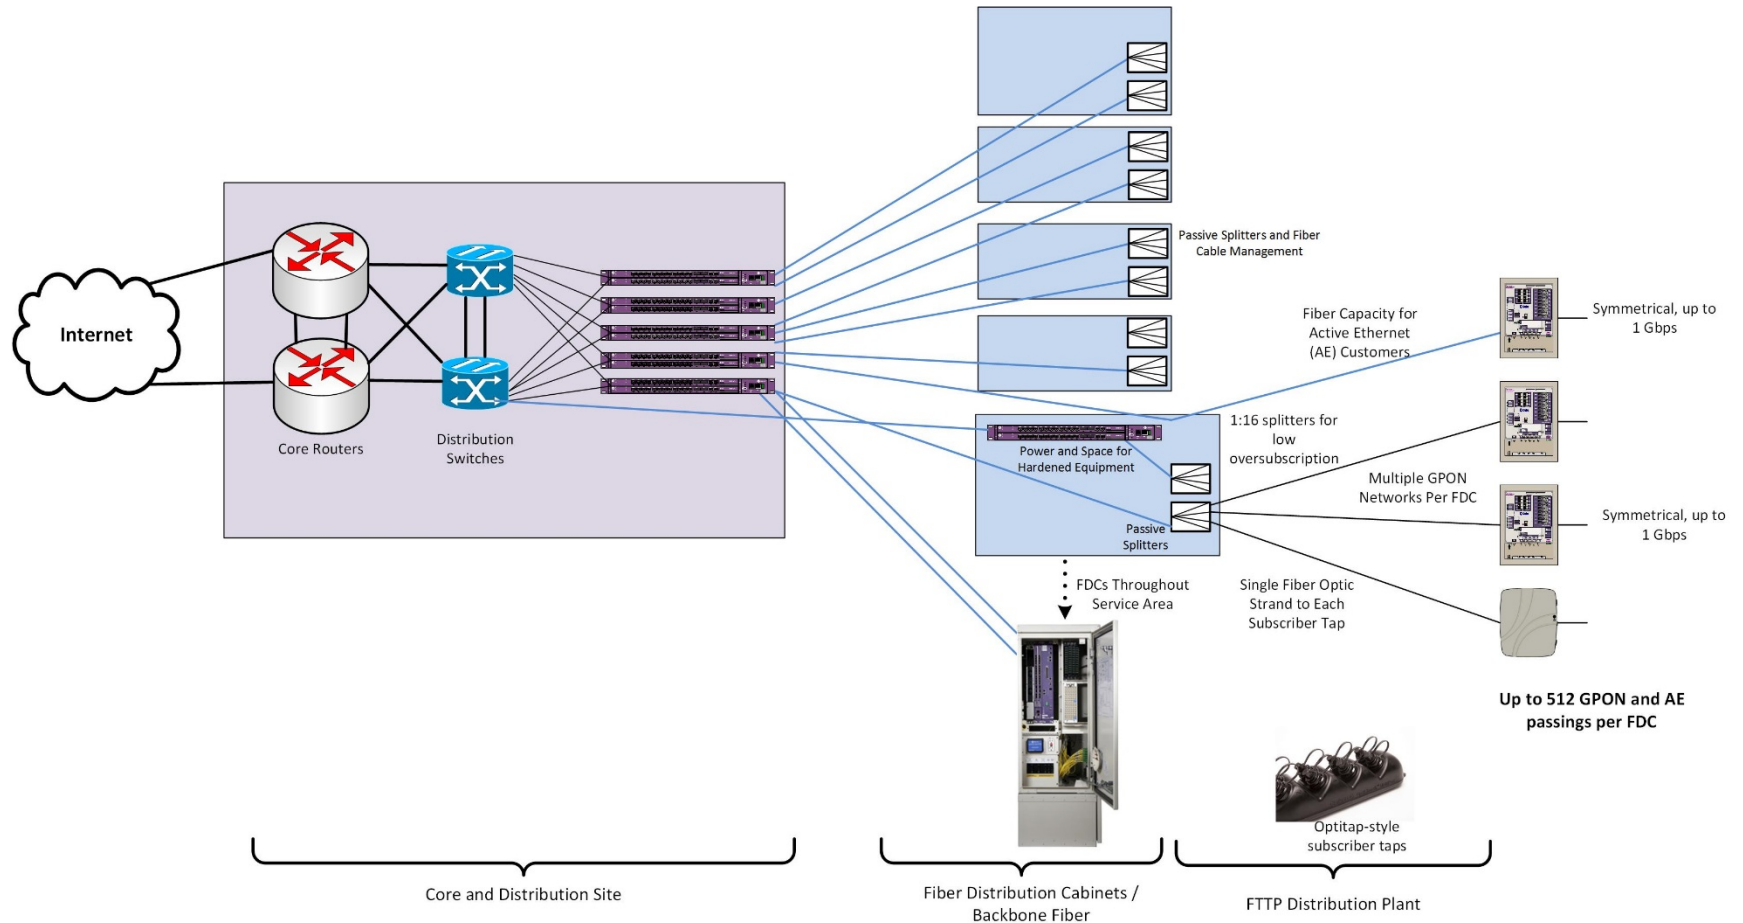 Internet
Core Routers
Distribution
Switches
Passive Splitters and Fiber
Cable Management
Fiber Capacity for
Active Ethernet
(AE) Customers
Symmetrical, up to
1 Gbps
Power and Space for
Hardened Equipment
1:16 splitters for
low
oversubscription
Multiple GPON
Networks Per FDC
Symmetrical, up to
1 Gbps
Passive
Splitters
FDCs Throughout
Service Area
Single Fiber Optic
Strand to Each
Subscriber Tap
Up to 512 GPON and AE
passings per FDC
Optitap-style
subscriber taps
Core and Distribution Site
Fiber Distribution Cabinets /
Backbone Fiber
FTTP Distribution Plant